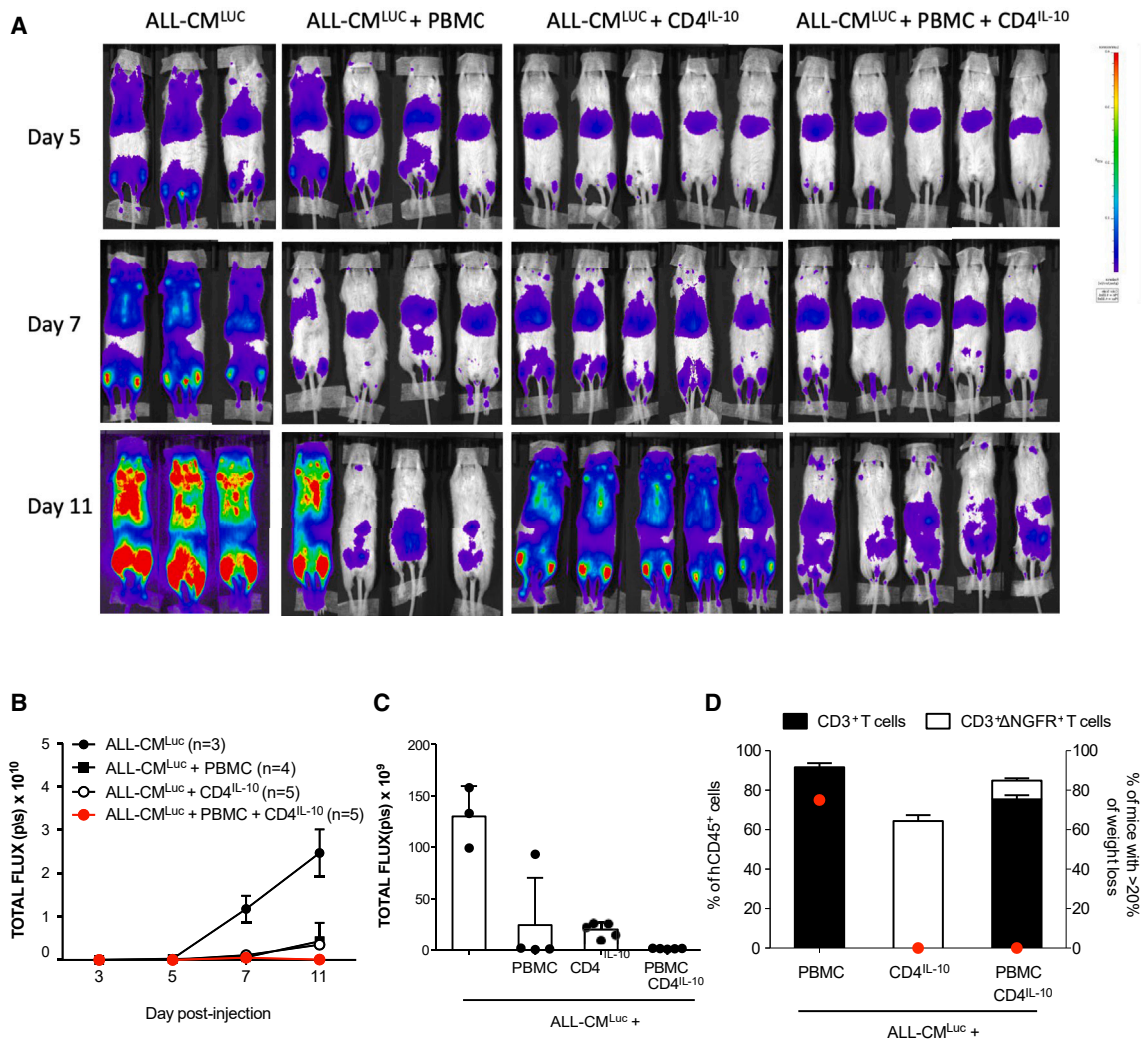 A
ALL-CMLUC
ALL-CMLUC + PBMC
ALL-CMLUC + CD4IL-10
ALL-CMLUC + PBMC + CD4IL-10
Day 5
Day 7
Day 11
B
TOTAL FLUX (p\s) x 10¹⁰
5
4
3
2
1
0
ALL-CMLuc (n=3)
ALL-CMLuc + PBMC (n=4)
ALL-CMLuc + CD4IL-10 (n=5)
ALL-CMLuc + PBMC + CD4IL-10 (n=5)
3 5 7 11
Day post-injection
C
TOTAL FLUX(p\s) x 10⁹
200
150
100
50
0
PBMC CD4IL-10 PBMC
CD4IL-10
ALL-CMLuc +
D
CD3+ T cells
CD3+ΔNGFR+ T cells
% of hCD45+ cells
100 100
80 80
60 60
40 40
20 20
0 0
% of mice with >20%
of weight loss
PBMC CD4IL-10 PBMC
CD4IL-10
ALL-CMLuc +